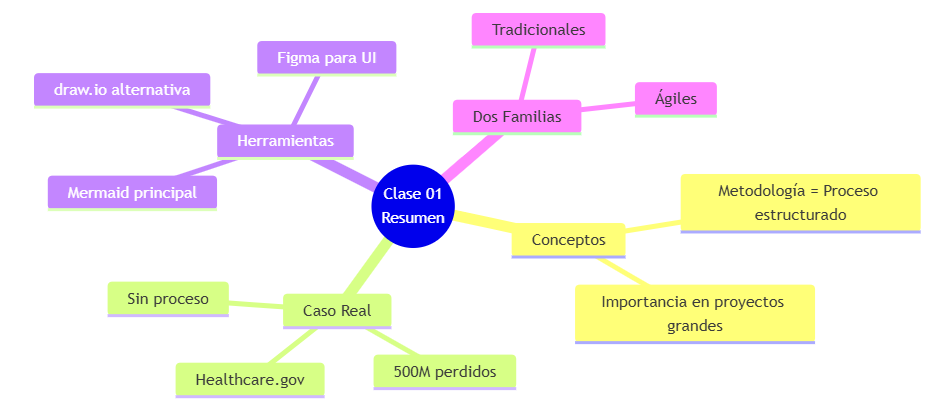 Tradicionales
Figma para UI
draw.io alternativa
Ágiles
Dos Familias
Herramientas
Mermaid principal
Clase 01
Resumen
Metodología = Proceso
estructurado
Conceptos
Sin proceso
Caso Real
Importancia en proyectos
grandes
Healthcare.gov
500M perdidos